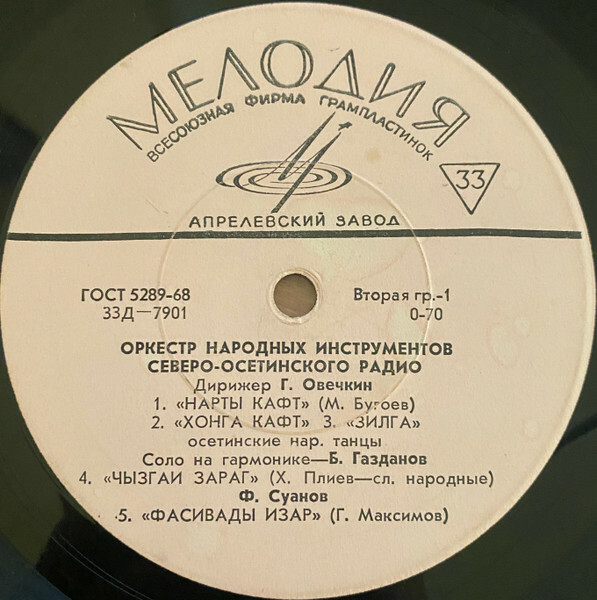 МЕЛОДИЯ
ВСЕСОЮЗНАЯ ФИРМА ГРАМПЛАСТИНОК
33
АПРЕЛЕВСКИЙ ЗАВОД
ГОСТ 5289-68 Вторая гр.-1
33Д—7901 0-70
ОРКЕСТР НАРОДНЫХ ИНСТРУМЕНТОВ
СЕВЕРО-ОСЕТИНСКОГО РАДИО
Дирижер Г. Овечкин
1. «НАРТЫ КАФТ» (М. Бугоев)
2. «ХОНГА КАФТ» 3. «ЗИЛГА»
осетинские нар. танцы
Соло на гармонике—Б. Газданов
4. «ЧЫЗГАИ ЗАРАГ» (Х. Плиев—сл. народные)
Ф. Суанов
5. «ФАСИВАДЫ ИЗАР» (Г. Максимов)